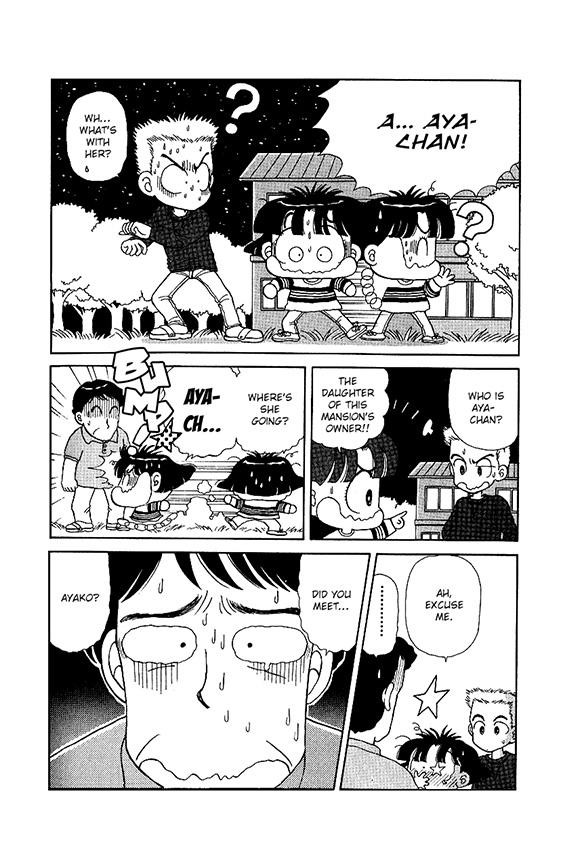 A... AYA-
CHAN!
?
?
WH...
WHAT'S
WITH
HER?
WHO IS
AYA-
CHAN?
THE
DAUGHTER
OF THIS
MANSION'S
OWNER!!
WHERE'S
SHE
GOING?
AYA-
CH...
BUMP!
AH,
EXCUSE
ME.
.........
DID YOU
MEET...
AYAKO?